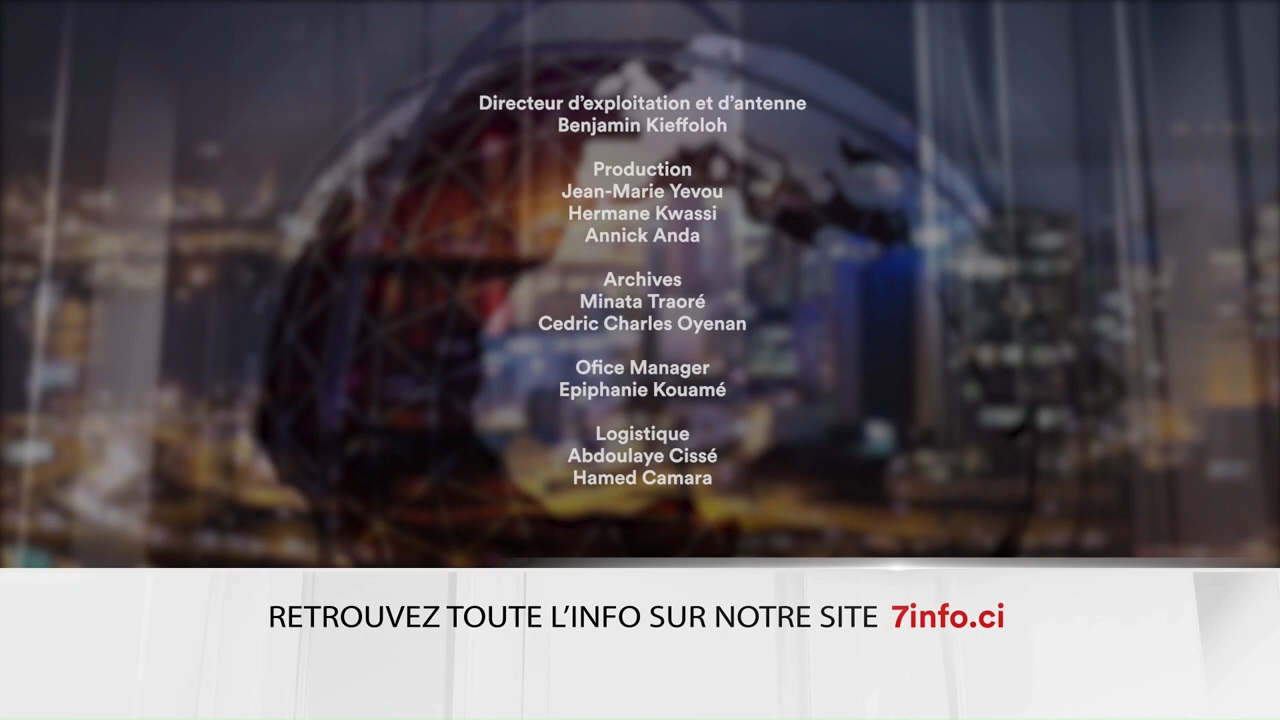 Directeur d’exploitation et d’antenne
Benjamin Kieffoloh
Production
Jean-Marie Yevou
Hermane Kwassi
Annick Anda
Archives
Minata Traoré
Cedric Charles Oyenan
Ofice Manager
Epiphanie Kouamé
Logistique
Abdoulaye Cissé
Hamed Camara
RETROUVEZ TOUTE L’INFO SUR NOTRE SITE 7info.ci